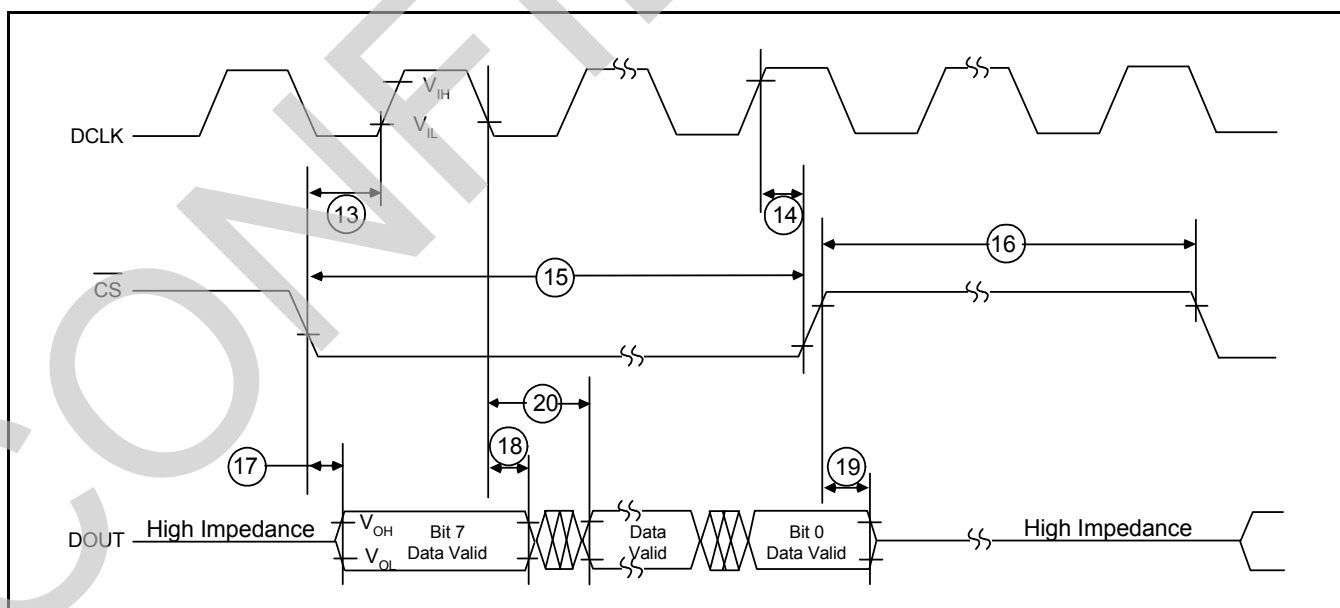 CONFI
DCLK
V_IH
V_IL
13
14
16
15
CS
20
18
17
19
DOUT
High Impedance
V_OH
V_OL
Bit 7
Data Valid
Data
Valid
Bit 0
Data Valid
High Impedance